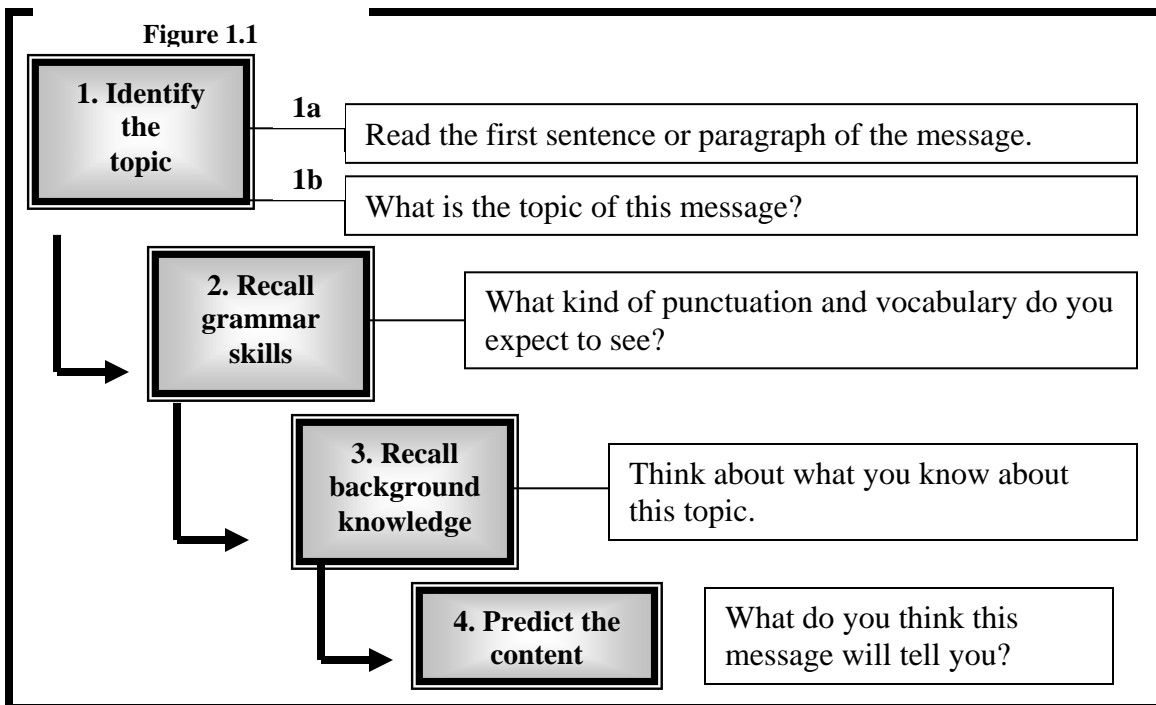 Figure 1.1
1. Identify
the
topic
1a
Read the first sentence or paragraph of the message.
1b
What is the topic of this message?
2. Recall
grammar
skills
What kind of punctuation and vocabulary do you
expect to see?
3. Recall
background
knowledge
Think about what you know about
this topic.
4. Predict the
content
What do you think this
message will tell you?